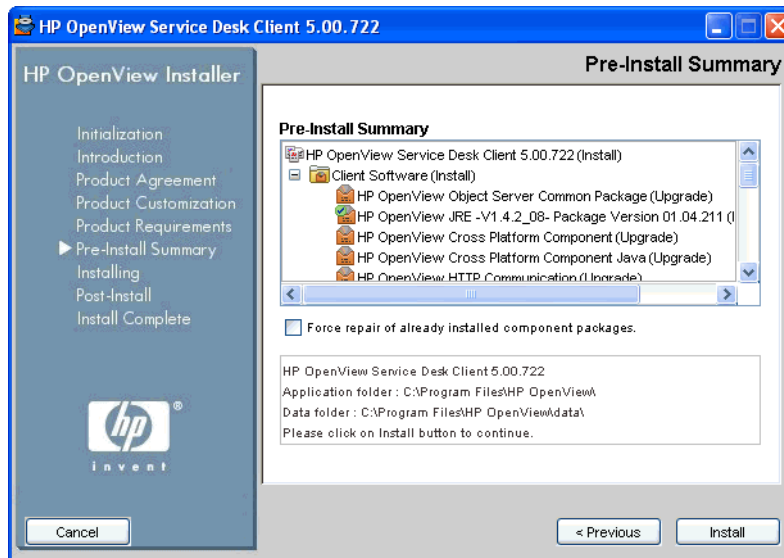 HP OpenView Service Desk Client 5.00.722
HP OpenView Installer
Initialization
Introduction
Product Agreement
Product Customization
Product Requirements
Pre-Install Summary
Installing
Post-Install
Install Complete
hp
®
invent
Cancel
Pre-Install Summary
Pre-Install Summary
HP OpenView Service Desk Client 5.00.722 (Install)
Client Software (Install)
HP OpenView Object Server Common Package (Upgrade)
HP OpenView JRE -V1.4.2_08- Package Version 01.04.211 (I
HP OpenView Cross Platform Component (Upgrade)
HP OpenView Cross Platform Component Java (Upgrade)
HP OpenView HTTP Communication (Upgrade)
Force repair of already installed component packages.
HP OpenView Service Desk Client 5.00.722
Application folder : C:\Program Files\HP OpenView\
Data folder : C:\Program Files\HP OpenView\data\
Please click on Install button to continue.
< Previous
Install